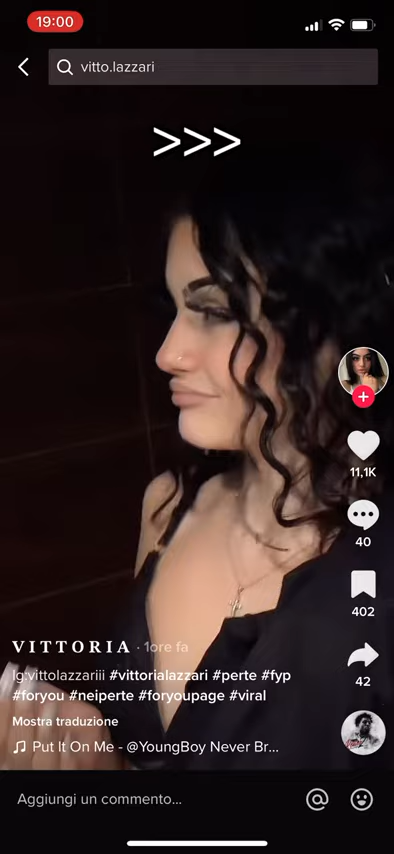 19:00
vitto.lazzari
>>>
11,1K
40
402
42
VITTORIA · 1ore fa
Ig:vittolazzariii #vittorialazzari #perte #fyp
#foryou #neiperte #foryoupage #viral
Mostra traduzione
Put It On Me - @YoungBoy Never Br...
Aggiungi un commento...